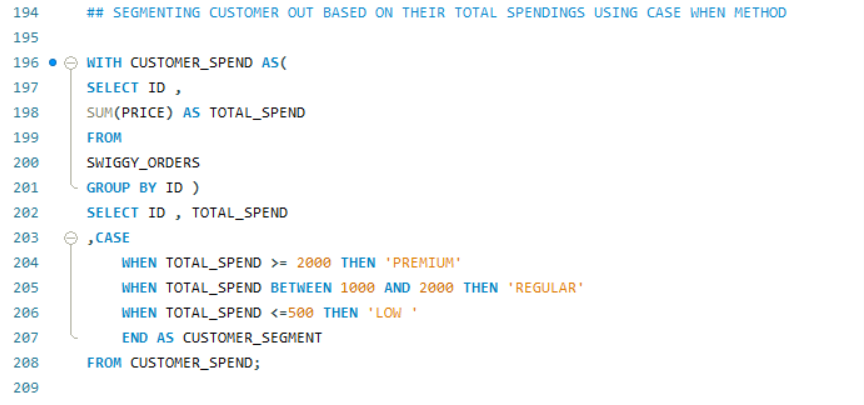 194 ## SEGMENTING CUSTOMER OUT BASED ON THEIR TOTAL SPENDINGS USING CASE WHEN METHOD
195
196 WITH CUSTOMER_SPEND AS(
197 SELECT ID ,
198 SUM(PRICE) AS TOTAL_SPEND
199 FROM
200 SWIGGY_ORDERS
201 GROUP BY ID )
202 SELECT ID , TOTAL_SPEND
203 ,CASE
204 WHEN TOTAL_SPEND >= 2000 THEN 'PREMIUM'
205 WHEN TOTAL_SPEND BETWEEN 1000 AND 2000 THEN 'REGULAR'
206 WHEN TOTAL_SPEND <=500 THEN 'LOW '
207 END AS CUSTOMER_SEGMENT
208 FROM CUSTOMER_SPEND;
209